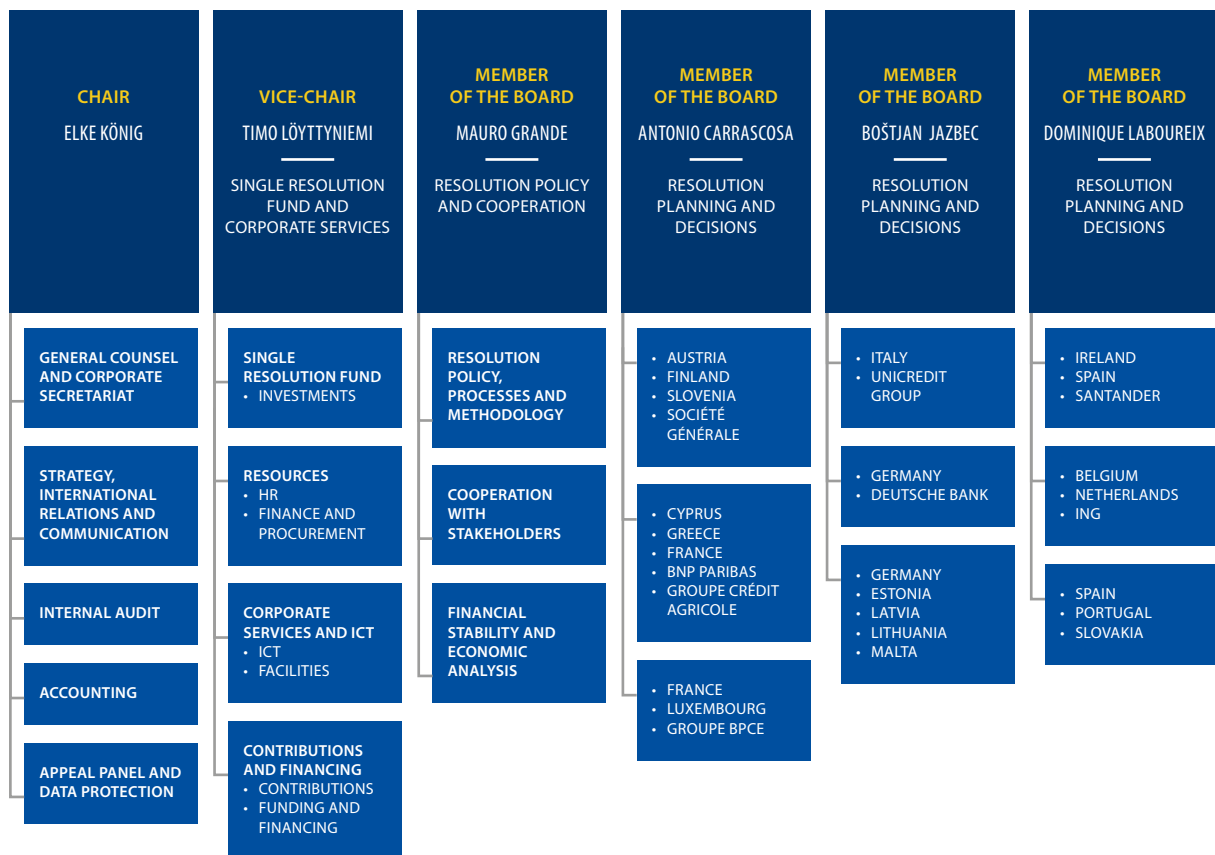 CHAIR
ELKE KÖNIG
GENERAL COUNSEL
AND CORPORATE
SECRETARIAT
STRATEGY,
INTERNATIONAL
RELATIONS AND
COMMUNICATION
INTERNAL AUDIT
ACCOUNTING
APPEAL PANEL AND
DATA PROTECTION
VICE-CHAIR
TIMO LÖYTTYNIEMI
SINGLE RESOLUTION
FUND AND
CORPORATE SERVICES
SINGLE
RESOLUTION FUND
• INVESTMENTS
RESOURCES
• HR
• FINANCE AND
PROCUREMENT
CORPORATE
SERVICES AND ICT
• ICT
• FACILITIES
CONTRIBUTIONS
AND FINANCING
• CONTRIBUTIONS
• FUNDING AND
FINANCING
MEMBER
OF THE BOARD
MAURO GRANDE
RESOLUTION POLICY
AND COOPERATION
RESOLUTION
POLICY,
PROCESSES AND
METHODOLOGY
COOPERATION
WITH
STAKEHOLDERS
FINANCIAL
STABILITY AND
ECONOMIC
ANALYSIS
MEMBER
OF THE BOARD
ANTONIO CARRASCOSA
RESOLUTION
PLANNING AND
DECISIONS
• AUSTRIA
• FINLAND
• SLOVENIA
• SOCIÉTÉ
GÉNÉRALE
• CYPRUS
• GREECE
• FRANCE
• BNP PARIBAS
• GROUPE CRÉDIT
AGRICOLE
• FRANCE
• LUXEMBOURG
• GROUPE BPCE
MEMBER
OF THE BOARD
BOŠTJAN JAZBEC
RESOLUTION
PLANNING AND
DECISIONS
• ITALY
• UNICREDIT
GROUP
• GERMANY
• DEUTSCHE BANK
• GERMANY
• ESTONIA
• LATVIA
• LITHUANIA
• MALTA
MEMBER
OF THE BOARD
DOMINIQUE LABOUREIX
RESOLUTION
PLANNING AND
DECISIONS
• IRELAND
• SPAIN
• SANTANDER
• BELGIUM
• NETHERLANDS
• ING
• SPAIN
• PORTUGAL
• SLOVAKIA